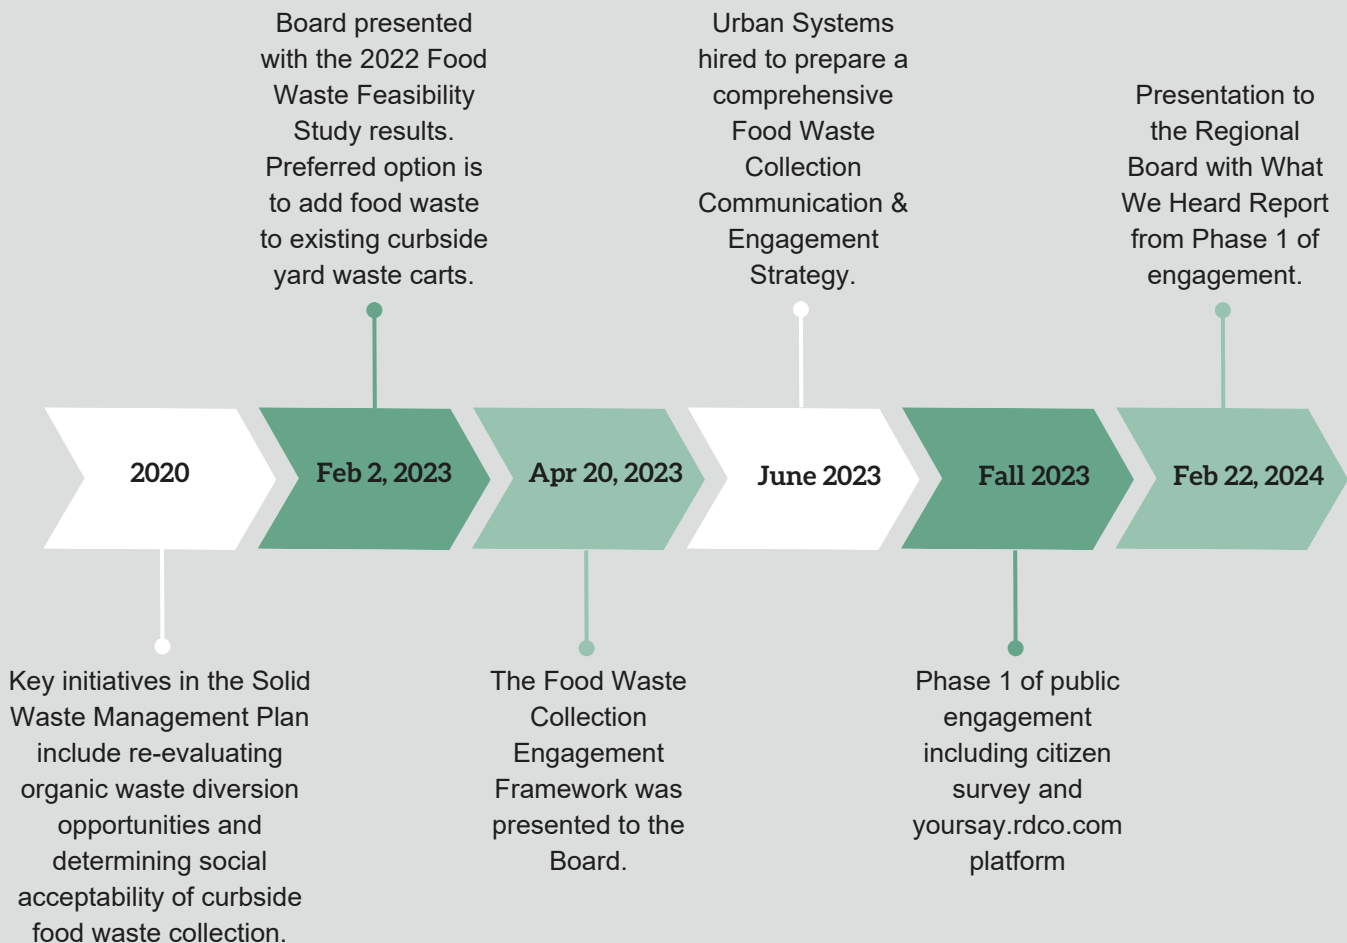 Board presented
with the 2022 Food
Waste Feasibility
Study results.
Preferred option is
to add food waste
to existing curbside
yard waste carts.
Urban Systems
hired to prepare a
comprehensive
Food Waste
Collection
Communication &
Engagement
Strategy.
Presentation to
the Regional
Board with What
We Heard Report
from Phase 1 of
engagement.
2020
Feb 2, 2023
Apr 20, 2023
June 2023
Fall 2023
Feb 22, 2024
Key initiatives in the Solid
Waste Management Plan
include re-evaluating
organic waste diversion
opportunities and
determining social
acceptability of curbside
food waste collection.
The Food Waste
Collection
Engagement
Framework was
presented to the
Board.
Phase 1 of public
engagement
including citizen
survey and
yoursay.rdco.com
platform